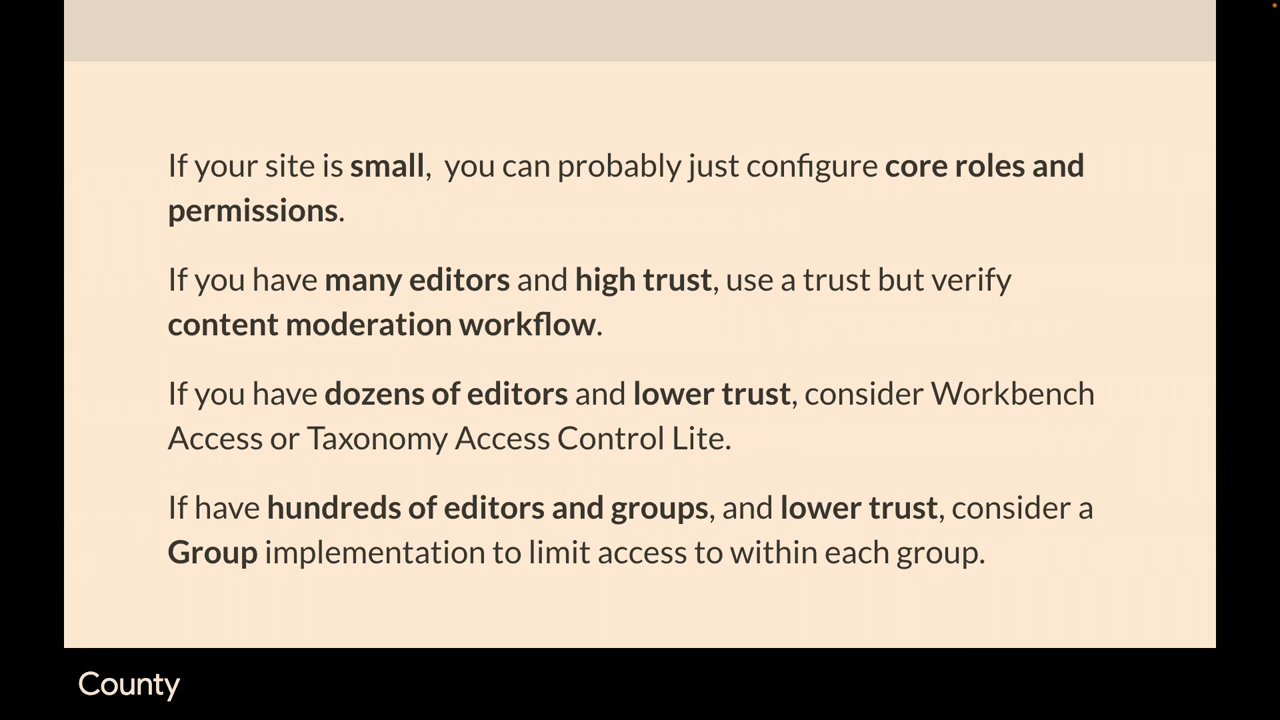 If your site is small,  you can probably just configure core roles and
permissions.
If you have many editors and high trust, use a trust but verify
content moderation workflow.
If you have dozens of editors and lower trust, consider Workbench
Access or Taxonomy Access Control Lite.
If have hundreds of editors and groups, and lower trust, consider a
Group implementation to limit access to within each group.
County